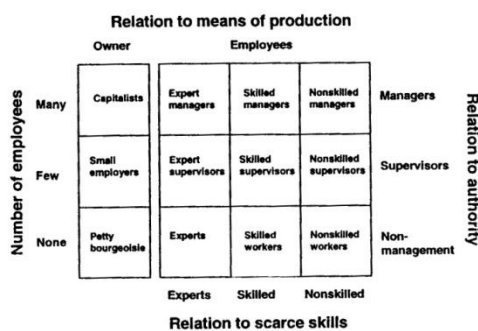 Relation to means of production
Owner
Employees
Number of employees
Many
Few
None
Capitalists
Expert
managers
Skilled
managers
Nonskilled
managers
Managers
Small
employers
Expert
supervisors
Skilled
supervisors
Nonskilled
supervisors
Supervisors
Petty
bourgeoisie
Experts
Skilled
workers
Nonskilled
workers
Non-
management
Relation to authority
Experts
Skilled
Nonskilled
Relation to scarce skills